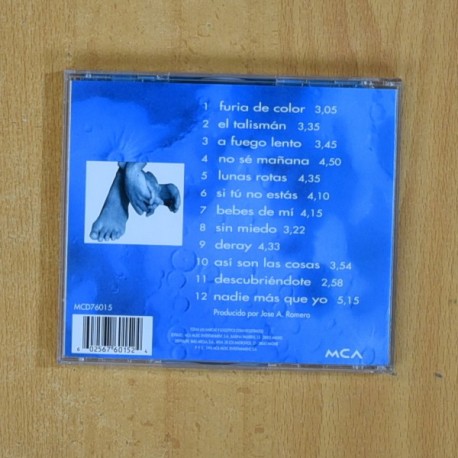 1 furia de color 3,05
2 el talismán 3,35
3 a fuego lento 3,45
4 no sé mañana 4,50
5 lunas rotas 4,35
6 si tú no estás 4,10
7 bebes de mi 4,15
8 sin miedo 3,22
9 deray 4,33
10 asi son las cosas 3,54
11 descubriéndote 2,58
12 nadie más que yo 5,15
Producido por Jose A. Romero
MCD76015
MCA